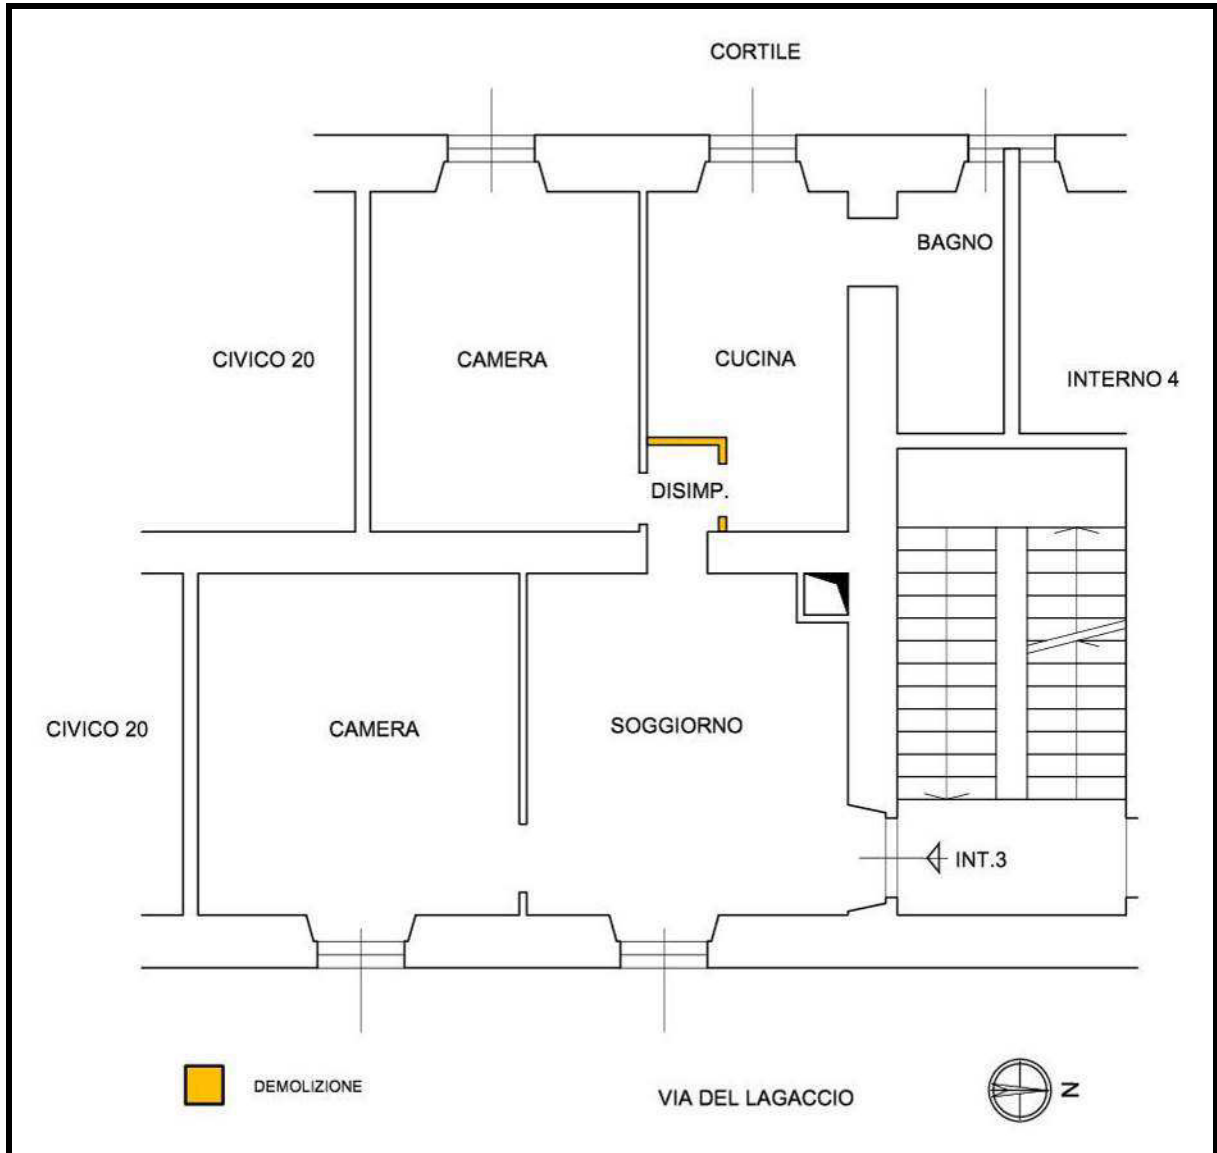 CORTILE
BAGNO
CIVICO 20
CAMERA
CUCINA
INTERNO 4
DISIMP.
CIVICO 20
CAMERA
SOGGIORNO
INT.3
DEMOLIZIONE
VIA DEL LAGACCIO
N